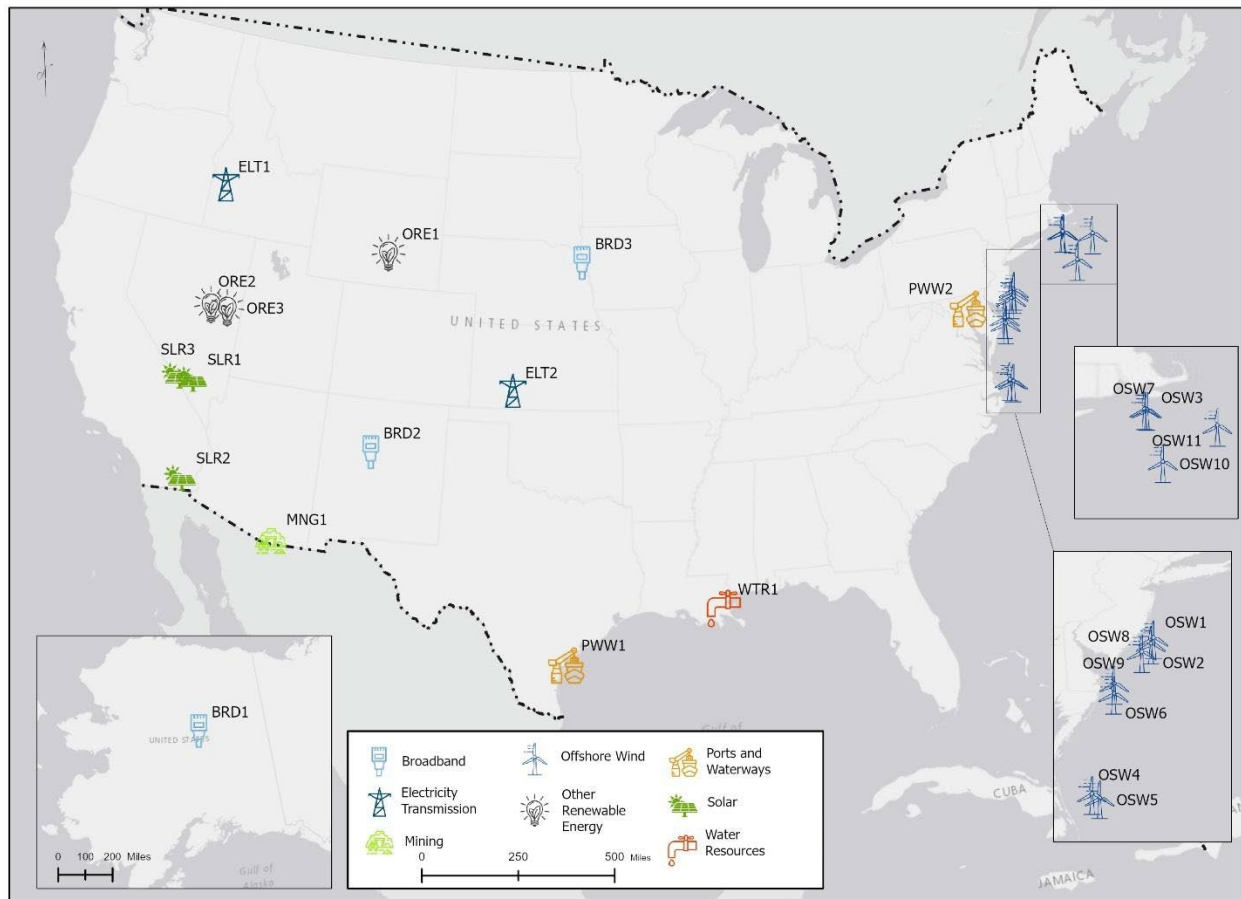 ELT1
ORE1
BRD3
ORE2
ORE3
PWW2
UNITED STATES
SLR3
SLR1
ELT2
OSW7
OSW3
BRD2
OSW11
OSW10
SLR2
MNG1
WTR1
PWW1
OSW1
OSW8
OSW2
OSW9
OSW6
BRD1
UNITED STATES
Gulf of
Broadband
Offshore Wind
Ports and
Waterways
Electricity
Transmission
Other
Renewable
Energy
Solar
Mining
Water
Resources
OSW4
OSW5
CUBA
0 100 200 Miles
0 250 500 Miles
Gulf of
Alaska
JAMAICA